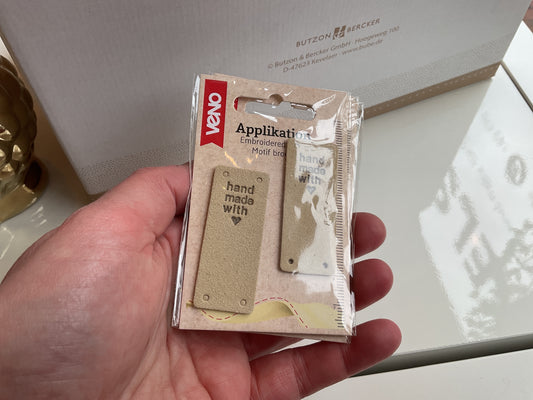 BUTZON BERCKER
© Butzon & Bercker GmbH · Hoogeweg 100
D-47623 Kevelaer · www.bube.de
VENO
Applikation
Embroidered
Motif bro
hand
made
with ♥
hand
made
with
♥